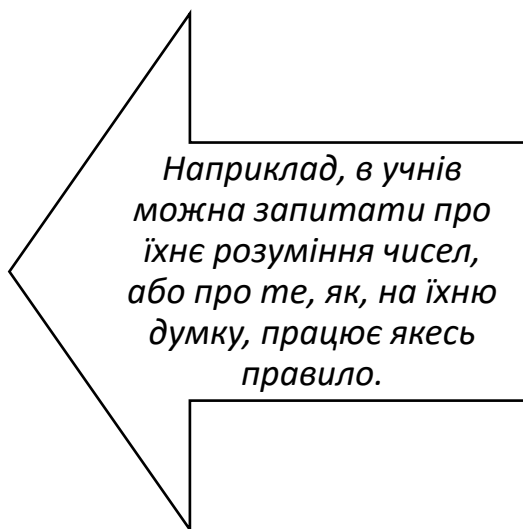 Наприклад, в учнів
можна запитати про
їхнє розуміння чисел,
або про те, як, на їхню
думку, працює якесь
правило.